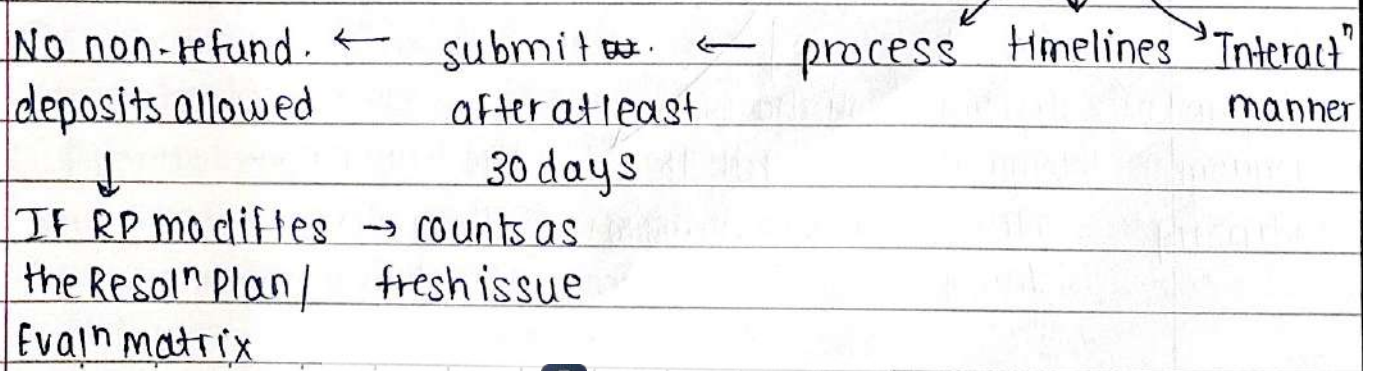 No non-refund. ← submit ← process timelines "Interactⁿ
deposits allowed after atleast manner
↓ 30 days
If RP modifies → counts as
the Resolⁿ Plan/ fresh issue
Evalⁿ matrix